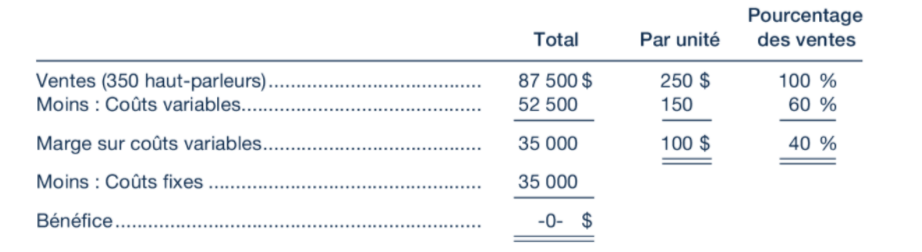 Pourcentage
Total Par unité des ventes
Ventes (350 haut-parleurs) 87 500 $ 250 $ 100 %
Moins : Coûts variables 52 500 150 60 %
Marge sur coûts variables 35 000 100 $ 40 %
Moins : Coûts fixes 35 000
Bénéfice -0- $